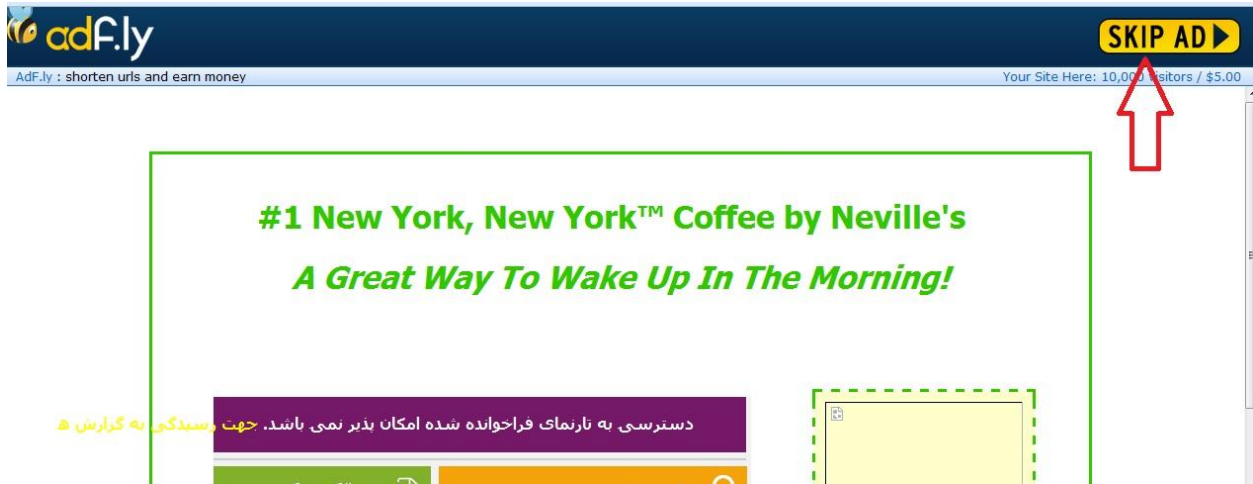 adf.ly
SKIP AD
AdF.ly : shorten urls and earn money
Your Site Here: 10,000 visitors / $5.00
#1 New York, New York™ Coffee by Neville's
A Great Way To Wake Up In The Morning!
دسترسی به تارنمای فراخوانده شده امکان پذیر نمی باشد. جهت رسیدگی به گزارش ه